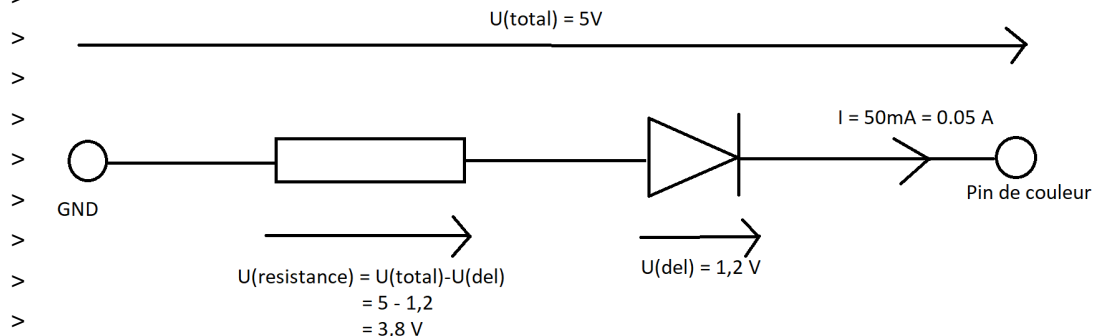 >
U(total) = 5V
>
>
>
I = 50mA = 0.05 A
>
Pin de couleur
>
GND
>
U(resistance) = U(total)-U(del)
U(del) = 1,2 V
>
= 5 - 1,2
>
= 3,8 V